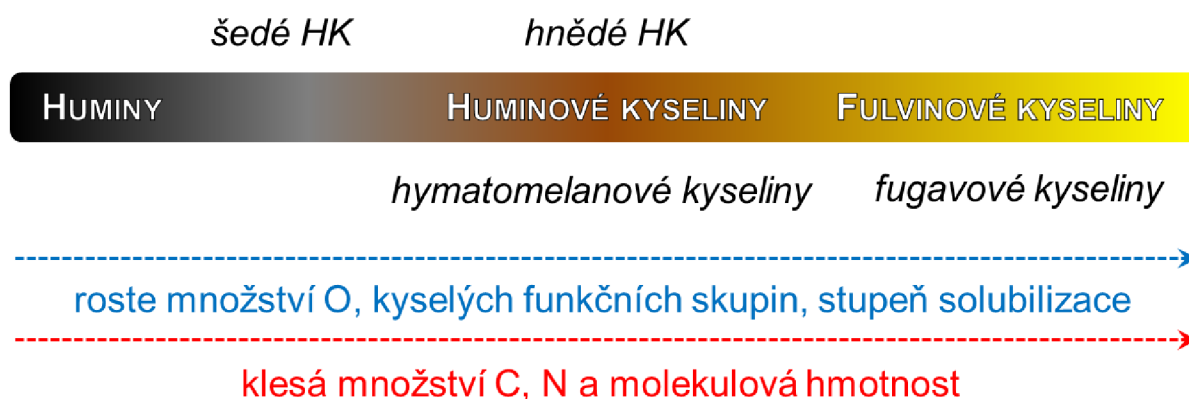 šedé HK hnědé HK
HUMINY HUMINOVÉ KYSELINY FULVINOVÉ KYSELINY
hymatomelanové kyseliny fugavové kyseliny
roste množství O, kyselých funkčních skupin, stupeň solubilizace
klesá množství C, N a molekulová hmotnost